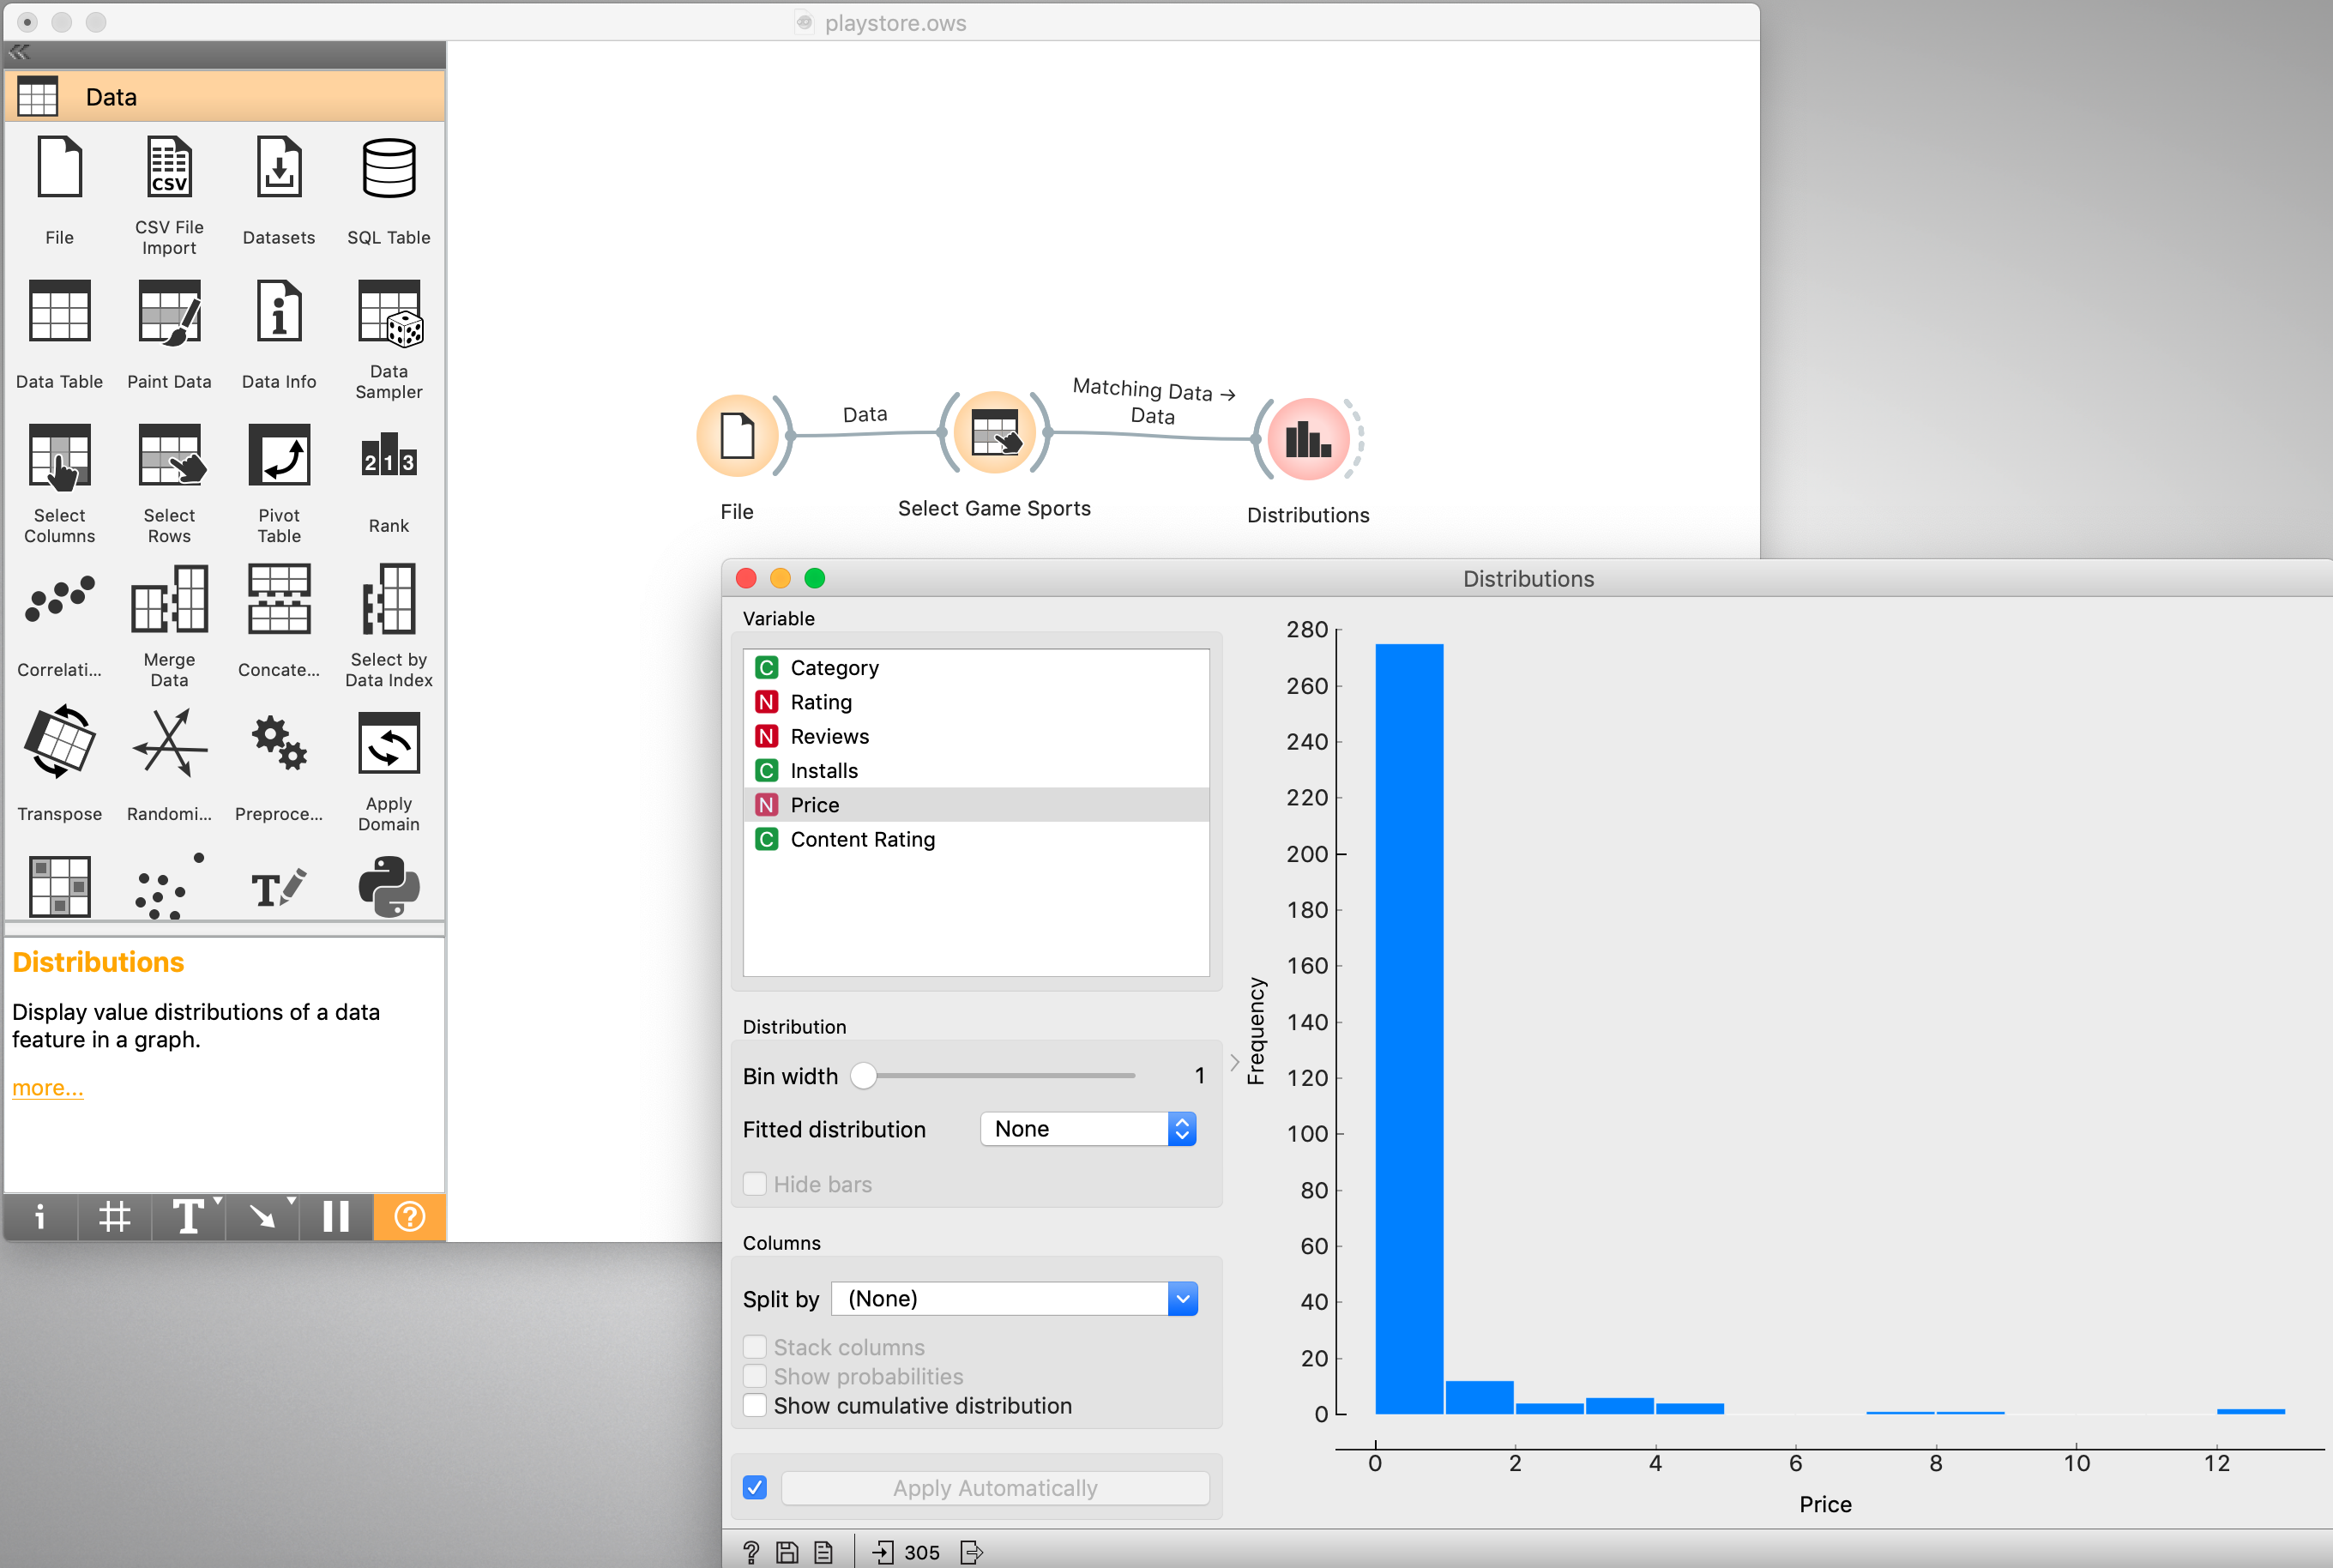 playstore.ows
Data
File
CSV File
Import
Datasets
SQL Table
CSV
Data Table
Paint Data
Data Info
Data
Sampler
Select
Columns
Select
Rows
Pivot
Table
213
Rank
Correlati...
Merge
Data
Concate...
Select by
Data Index
Transpose
Randomi...
Preproce...
Apply
Domain
T
Distributions
Display value distributions of a data
feature in a graph.
more...
i
T
?
File
Data
Select Game Sports
Matching Data →
Data
Distributions
Distributions
Variable
C Category
N Rating
N Reviews
C Installs
N Price
C Content Rating
Distribution
Bin width 1
Fitted distribution None
Hide bars
Columns
Split by (None)
Stack columns
Show probabilities
Show cumulative distribution
Apply Automatically
? 305
Frequency
280
260
240
220
200
180
160
140
120
100
80
60
40
20
0
0 2 4 6 8 10 12
Price